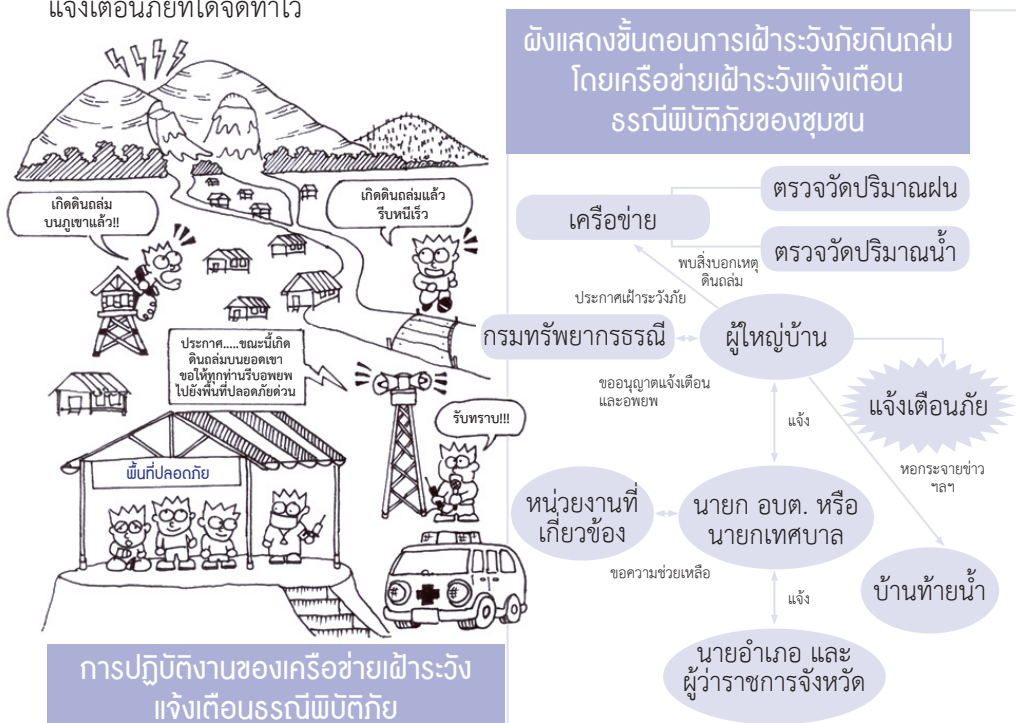 แจ้งเตือนภัยที่ได้จัดทำไว้
เกิดดินถล่ม
บนภูเขาแล้ว!!
เกิดดินถล่มแล้ว
รีบหนีเร็ว
ประกาศ.....ขณะนี้เกิด
ดินถล่มบนยอดเขา
ขอให้ทุกท่านรีบอพยพ
ไปยังพื้นที่ปลอดภัยด่วน
รับทราบ!!!
พื้นที่ปลอดภัย
การปฏิบัติงานของเครือข่ายเฝ้าระวัง
แจ้งเตือนธรณีพิบัติภัย
ผังแสดงขั้นตอนการเฝ้าระวังภัยดินถล่ม
โดยเครือข่ายเฝ้าระวังแจ้งเตือน
ธรณีพิบัติภัยของชุมชน
ตรวจวัดปริมาณฝน
เครือข่าย
ตรวจวัดปริมาณน้ำ
พบสิ่งบอกเหตุ
ดินถล่ม
ประกาศเฝ้าระวังภัย
กรมทรัพยากรธรณี
ผู้ใหญ่บ้าน
ขออนุญาตแจ้งเตือน
และอพยพ
แจ้ง
แจ้งเตือนภัย
หอกระจายข่าว
ฯลฯ
หน่วยงานที่
เกี่ยวข้อง
นายก อบต. หรือ
นายกเทศบาล
ขอความช่วยเหลือ
แจ้ง
บ้านท้ายน้ำ
นายอำเภอ และ
ผู้ว่าราชการจังหวัด